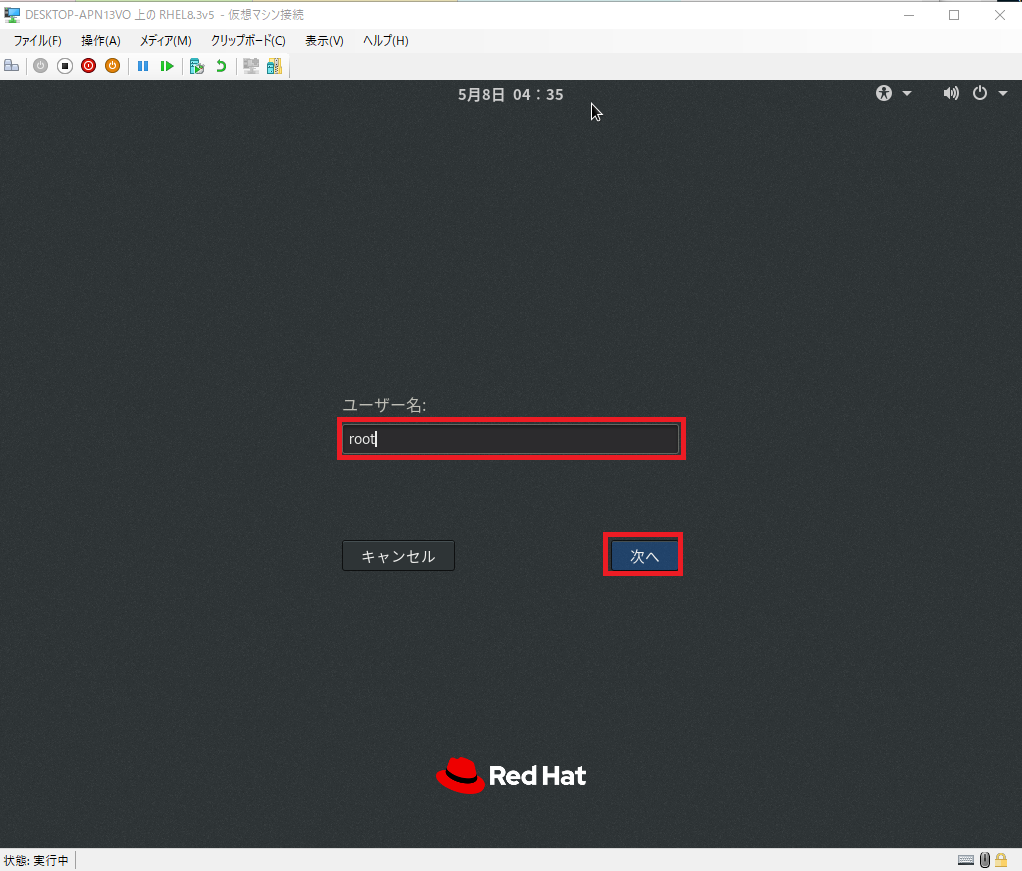 DESKTOP-APN13VO 上の RHEL8.3v5 - 仮想マシン接続
ファイル(F) 操作(A) メディア(M) クリップボード(C) 表示(V) ヘルプ(H)
5月8日 04：35
ユーザー名:
root
キャンセル 次へ
Red Hat
状態: 実行中